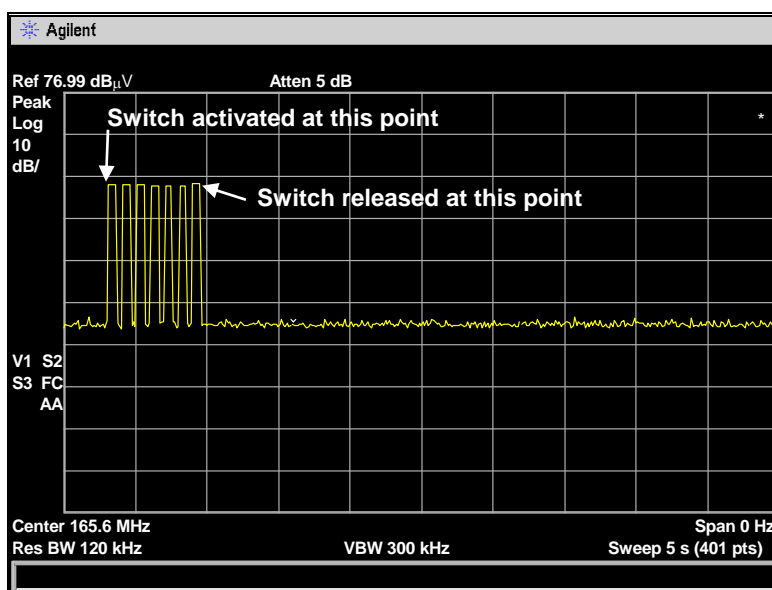 Agilent
Ref 76.99 dBµV Atten 5 dB
Peak
Log
10
dB/
Switch activated at this point
*
Switch released at this point
V1 S2
S3 FC
AA
Center 165.6 MHz Span 0 Hz
Res BW 120 kHz VBW 300 kHz Sweep 5 s (401 pts)